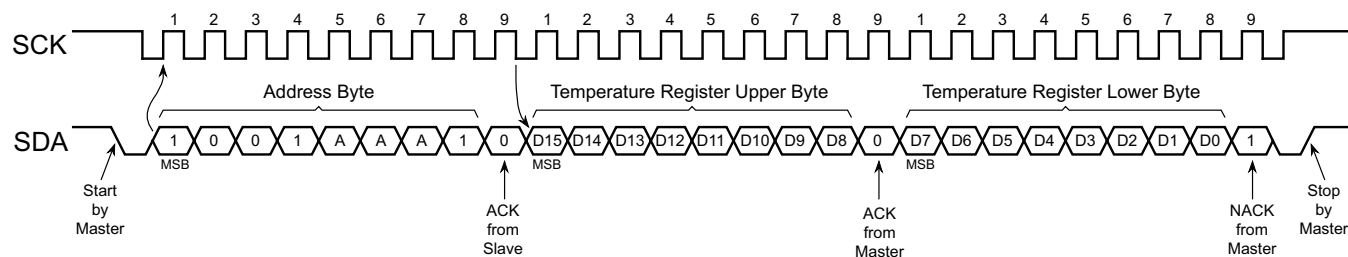 1 2 3 4 5 6 7 8 9 1 2 3 4 5 6 7 8 9 1 2 3 4 5 6 7 8 9
SCK
Address Byte Temperature Register Upper Byte Temperature Register Lower Byte
SDA 1 0 0 1 A A A 1 0 D15 D14 D13 D12 D11 D10 D9 D8 0 D7 D6 D5 D4 D3 D2 D1 D0 1
MSB MSB MSB
Start
by
Master
ACK
from
Slave
ACK
from
Master
NACK
from
Master
Stop
by
Master